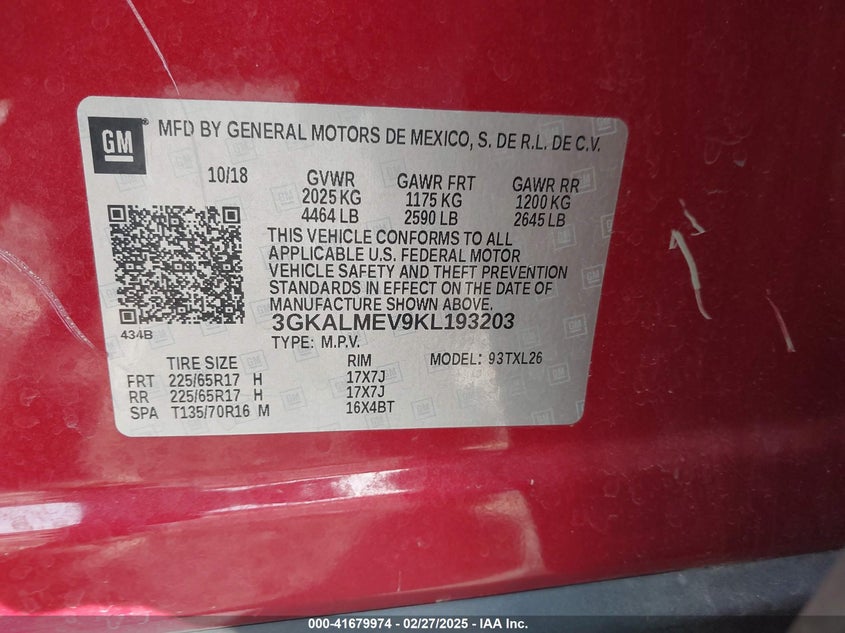 GM ® MFD BY GENERAL MOTORS DE MEXICO, S. DE R.L. DE C.V.
10/18 GVWR GAWR FRT GAWR RR
2025 KG 1175 KG 1200 KG
4464 LB 2590 LB 2645 LB
THIS VEHICLE CONFORMS TO ALL
APPLICABLE U.S. FEDERAL MOTOR
VEHICLE SAFETY AND THEFT PREVENTION
STANDARDS IN EFFECT ON THE DATE OF
MANUFACTURE SHOWN ABOVE.
434B 3GKALMEV9KL193203
TYPE: M.P.V. MODEL: 93TXL26
TIRE SIZE RIM
FRT 225/65R17 H 17X7J
RR 225/65R17 H 17X7J
SPA T135/70R16 M 16X4BT
000-41679974 / 02/27/2025 - IAA Inc.